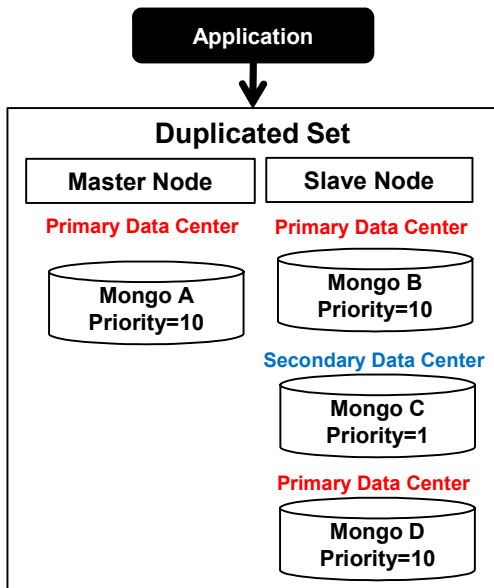 Application
Duplicated Set
Master Node
Slave Node
Primary Data Center
Mongo A
Priority=10
Primary Data Center
Mongo B
Priority=10
Secondary Data Center
Mongo C
Priority=1
Primary Data Center
Mongo D
Priority=10